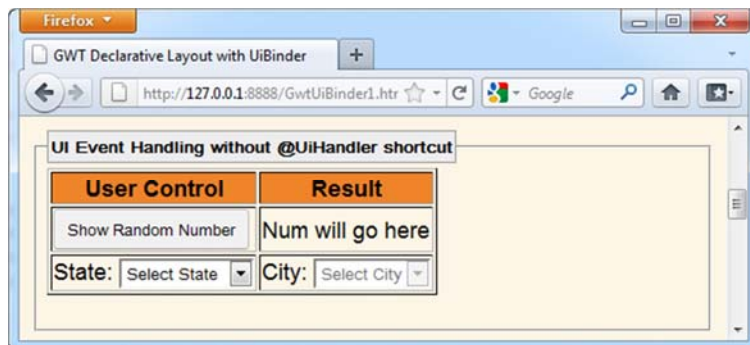 Firefox
GWT Declarative Layout with UiBinder
http://127.0.0.1:8888/GwtUiBinder1.htr
Google
UI Event Handling without @UiHandler shortcut
User Control Result
Show Random Number Num will go here
State: Select State City: Select City